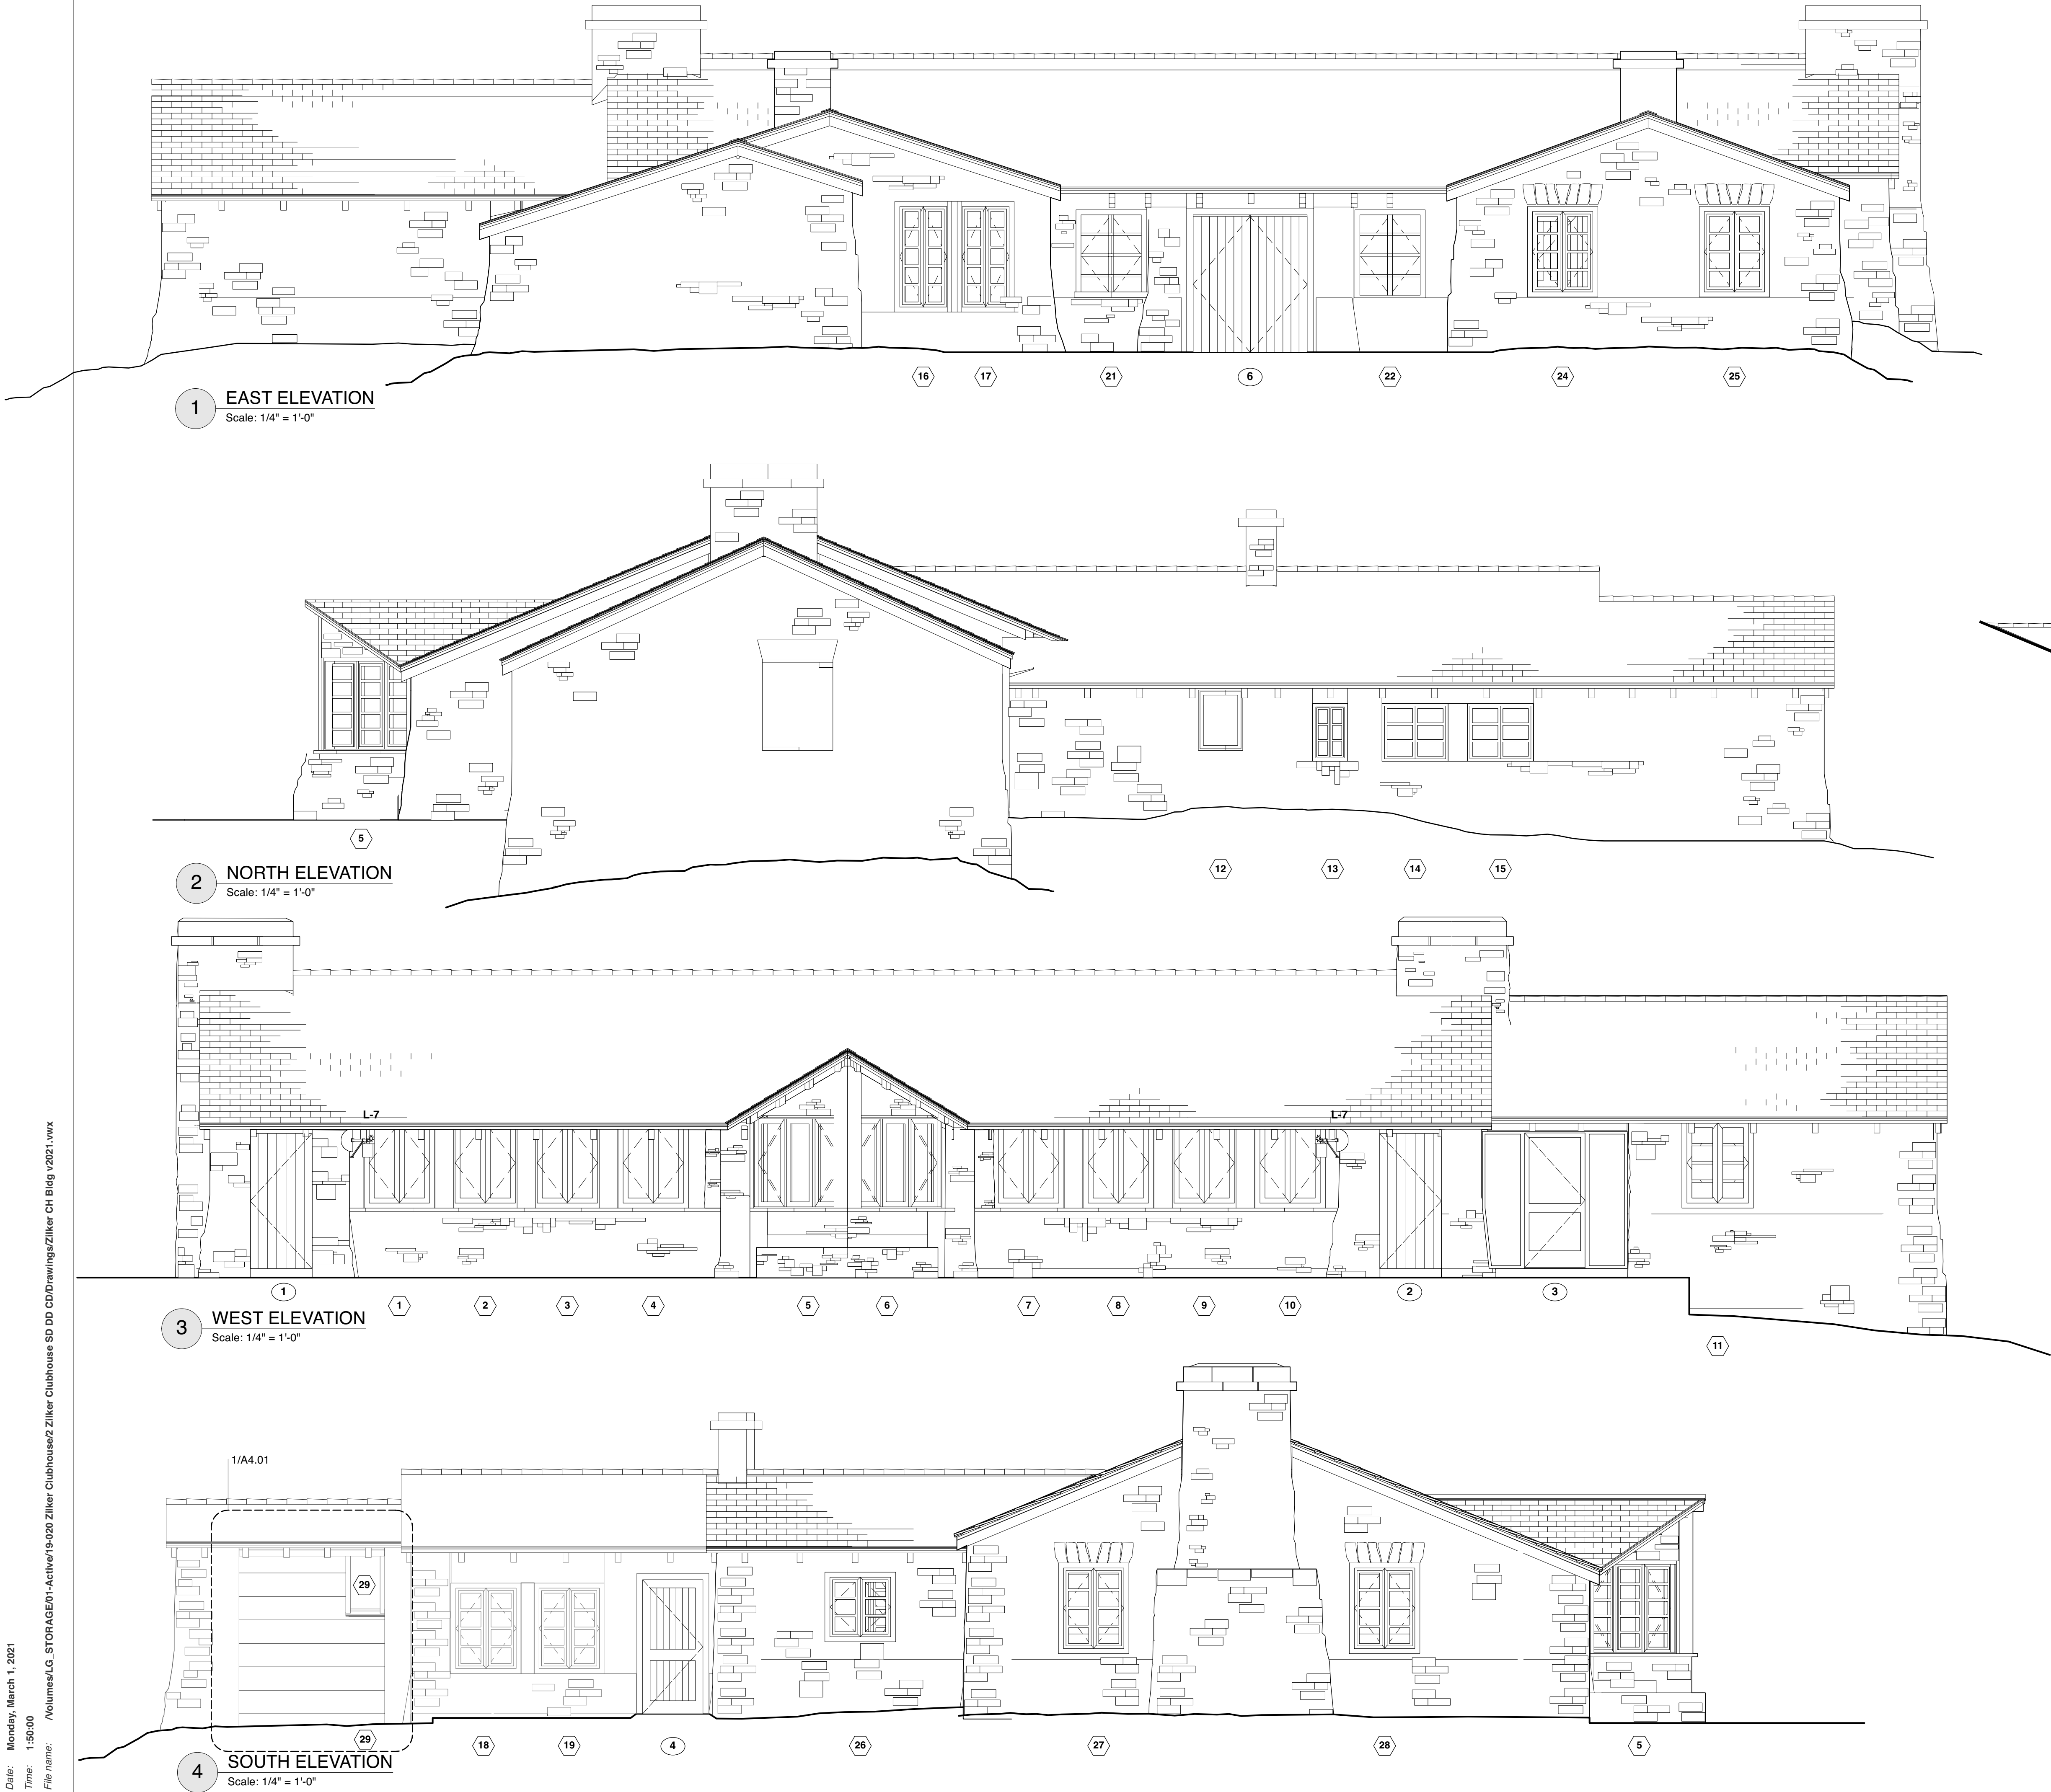 16 17 21 6 22 24 25
1 EAST ELEVATION
Scale: 1/4" = 1'-0"
5
12 13 14 15
2 NORTH ELEVATION
Scale: 1/4" = 1'-0"
L-7 L-7
1 2 3
1 2 3 4 5 6 7 8 9 10
11
3 WEST ELEVATION
Scale: 1/4" = 1'-0"
1/A4.01
29
29 18 19 4 26 27 28 5
4 SOUTH ELEVATION
Scale: 1/4" = 1'-0"
Date: Monday, March 1, 2021
Time: 1:50:00
File name: /Volumes/LG_STORAGE/01-Active/19-020 Zilker Clubhouse/2 Zilker Clubhouse SD DD CD/Drawings/Zilker CH Bldg v2021.vwx